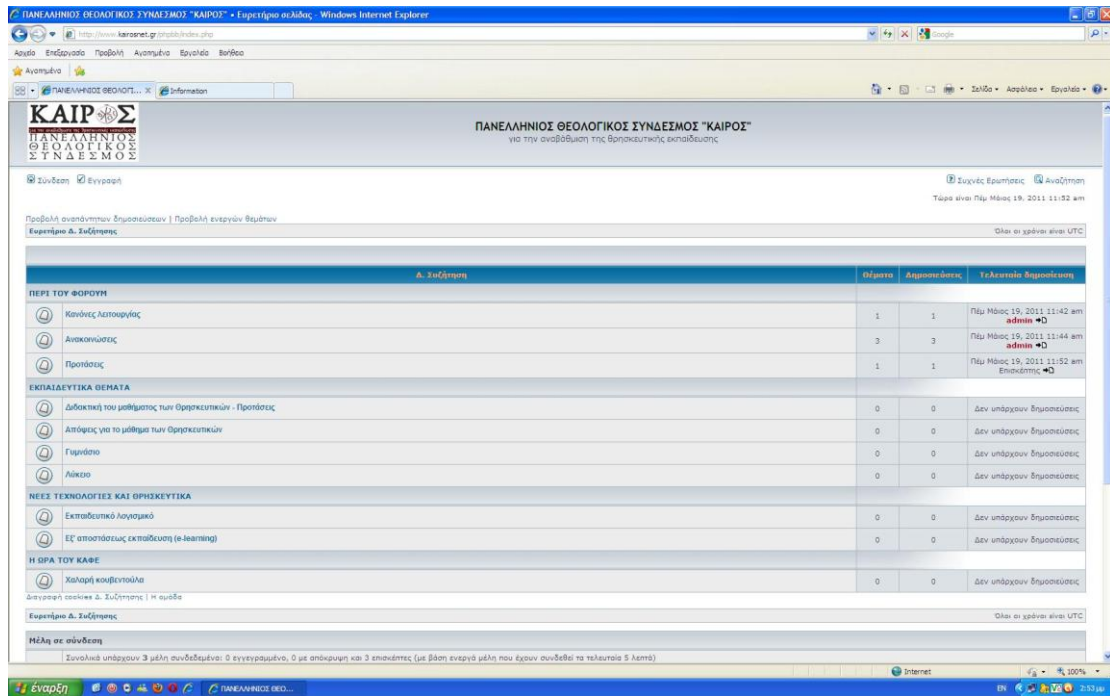 ΠΑΝΕΛΛΗΝΙΟΣ ΘΕΟΛΟΓΙΚΟΣ ΣΥΝΔΕΣΜΟΣ "ΚΑΙΡΟΣ" • Ευρετήριο σελίδας - Windows Internet Explorer
http://www.kairosnet.gr/phpbb/index.php
Google
Αρχείο Επεξεργασία Προβολή Αγαπημένα Εργαλεία Βοήθεια
Αγαπημένα
ΠΑΝΕΛΛΗΝΙΟΣ ΘΕΟΛΟΓΙ... Information
Σελίδα Ασφάλεια Εργαλεία
ΚΑΙΡΟΣ
ΠΑΝΕΛΛΗΝΙΟΣ
ΘΕΟΛΟΓΙΚΟΣ
ΣΥΝΔΕΣΜΟΣ
ΠΑΝΕΛΛΗΝΙΟΣ ΘΕΟΛΟΓΙΚΟΣ ΣΥΝΔΕΣΜΟΣ "ΚΑΙΡΟΣ"
για την αναβάθμιση της θρησκευτικής εκπαίδευσης
Σύνδεση Εγγραφή
Συχνές Ερωτήσεις Αναζήτηση
Τώρα είναι Πέμ Μάιος 19, 2011 11:52 am
Προβολή αναπάντητων δημοσιεύσεων | Προβολή ενεργών θεμάτων
Ευρετήριο Δ. Συζήτησης Όλοι οι χρόνοι είναι UTC
Δ. Συζήτηση Θέματα Δημοσιεύσεις Τελευταία δημοσίευση
ΠΕΡΙ ΤΟΥ ΦΟΡΟΥΜ
Κανόνες λειτουργίας 1 1 Πέμ Μάιος 19, 2011 11:42 am
admin
Ανακοινώσεις 3 3 Πέμ Μάιος 19, 2011 11:44 am
admin
Προτάσεις 1 1 Πέμ Μάιος 19, 2011 11:52 am
Επισκέπτης
ΕΚΠΑΙΔΕΥΤΙΚΑ ΘΕΜΑΤΑ
Διδακτική του μαθήματος των Θρησκευτικών - Προτάσεις 0 0 Δεν υπάρχουν δημοσιεύσεις
Απόψεις για το μάθημα των Θρησκευτικών 0 0 Δεν υπάρχουν δημοσιεύσεις
Γυμνάσιο 0 0 Δεν υπάρχουν δημοσιεύσεις
Λύκειο 0 0 Δεν υπάρχουν δημοσιεύσεις
ΝΕΕΣ ΤΕΧΝΟΛΟΓΙΕΣ ΚΑΙ ΘΡΗΣΚΕΥΤΙΚΑ
Εκπαιδευτικό λογισμικό 0 0 Δεν υπάρχουν δημοσιεύσεις
Εξ' αποστάσεως εκπαίδευση (e-learning) 0 0 Δεν υπάρχουν δημοσιεύσεις
Η ΩΡΑ ΤΟΥ ΚΑΦΕ
Χαλαρή κουβεντούλα 0 0 Δεν υπάρχουν δημοσιεύσεις
Διαγραφή cookies Δ. Συζήτησης | Η ομάδα
Ευρετήριο Δ. Συζήτησης Όλοι οι χρόνοι είναι UTC
Μέλη σε σύνδεση
Συνολικά υπάρχουν 3 μέλη συνδεδεμένα: 0 εγγεγραμμένο, 0 με απόκρυψη και 3 επισκέπτες (με βάση ενεργά μέλη που έχουν συνδεθεί τα τελευταία 5 λεπτά)
Internet 100%
έναρξη ΠΑΝΕΛΛΗΝΙΟΣ ΘΕΟ... EN 2:53 μμ